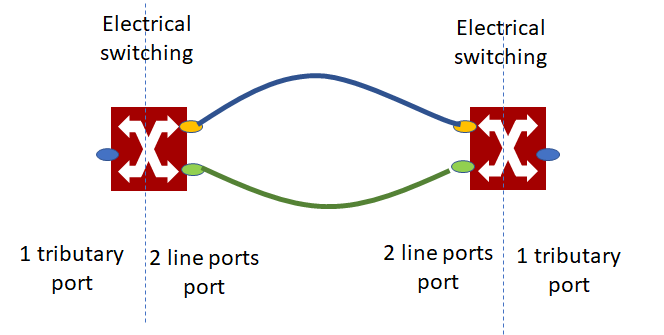 Electrical
switching
Electrical
switching
1 tributary
port
2 line ports
port
2 line ports
port
1 tributary
port